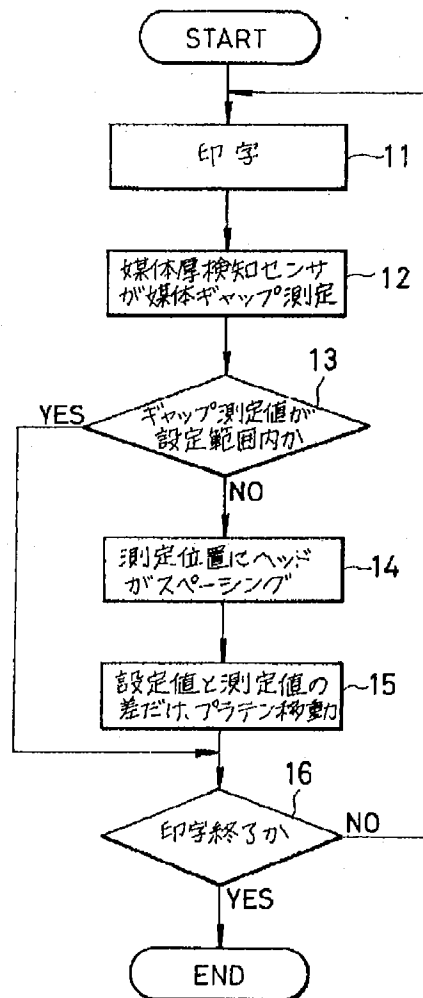 START
印字
11
媒体厚検知センサ
が媒体ギャップ測定
12
13
YES
ギャップ測定値が
設定範囲内か
NO
測定位置にヘッド
がスペーシング
14
設定値と測定値の
差だけ、プラテン移動
15
16
印字終了か
NO
YES
END